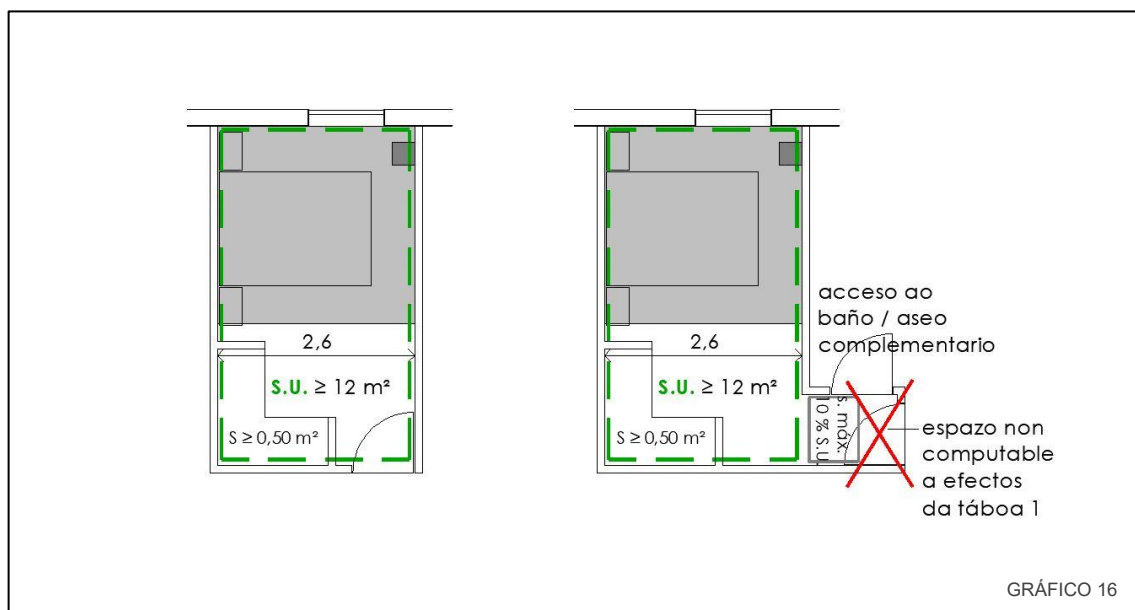 2,6
S.U. ≥ 12 m²
S ≥ 0,50 m²
2,6
S.U. ≥ 12 m²
S ≥ 0,50 m²
acceso ao
baño / aseo
complementario
s. máx.
10 % S.U
espazo non
computable
a efectos
da táboa 1
GRÁFICO 16